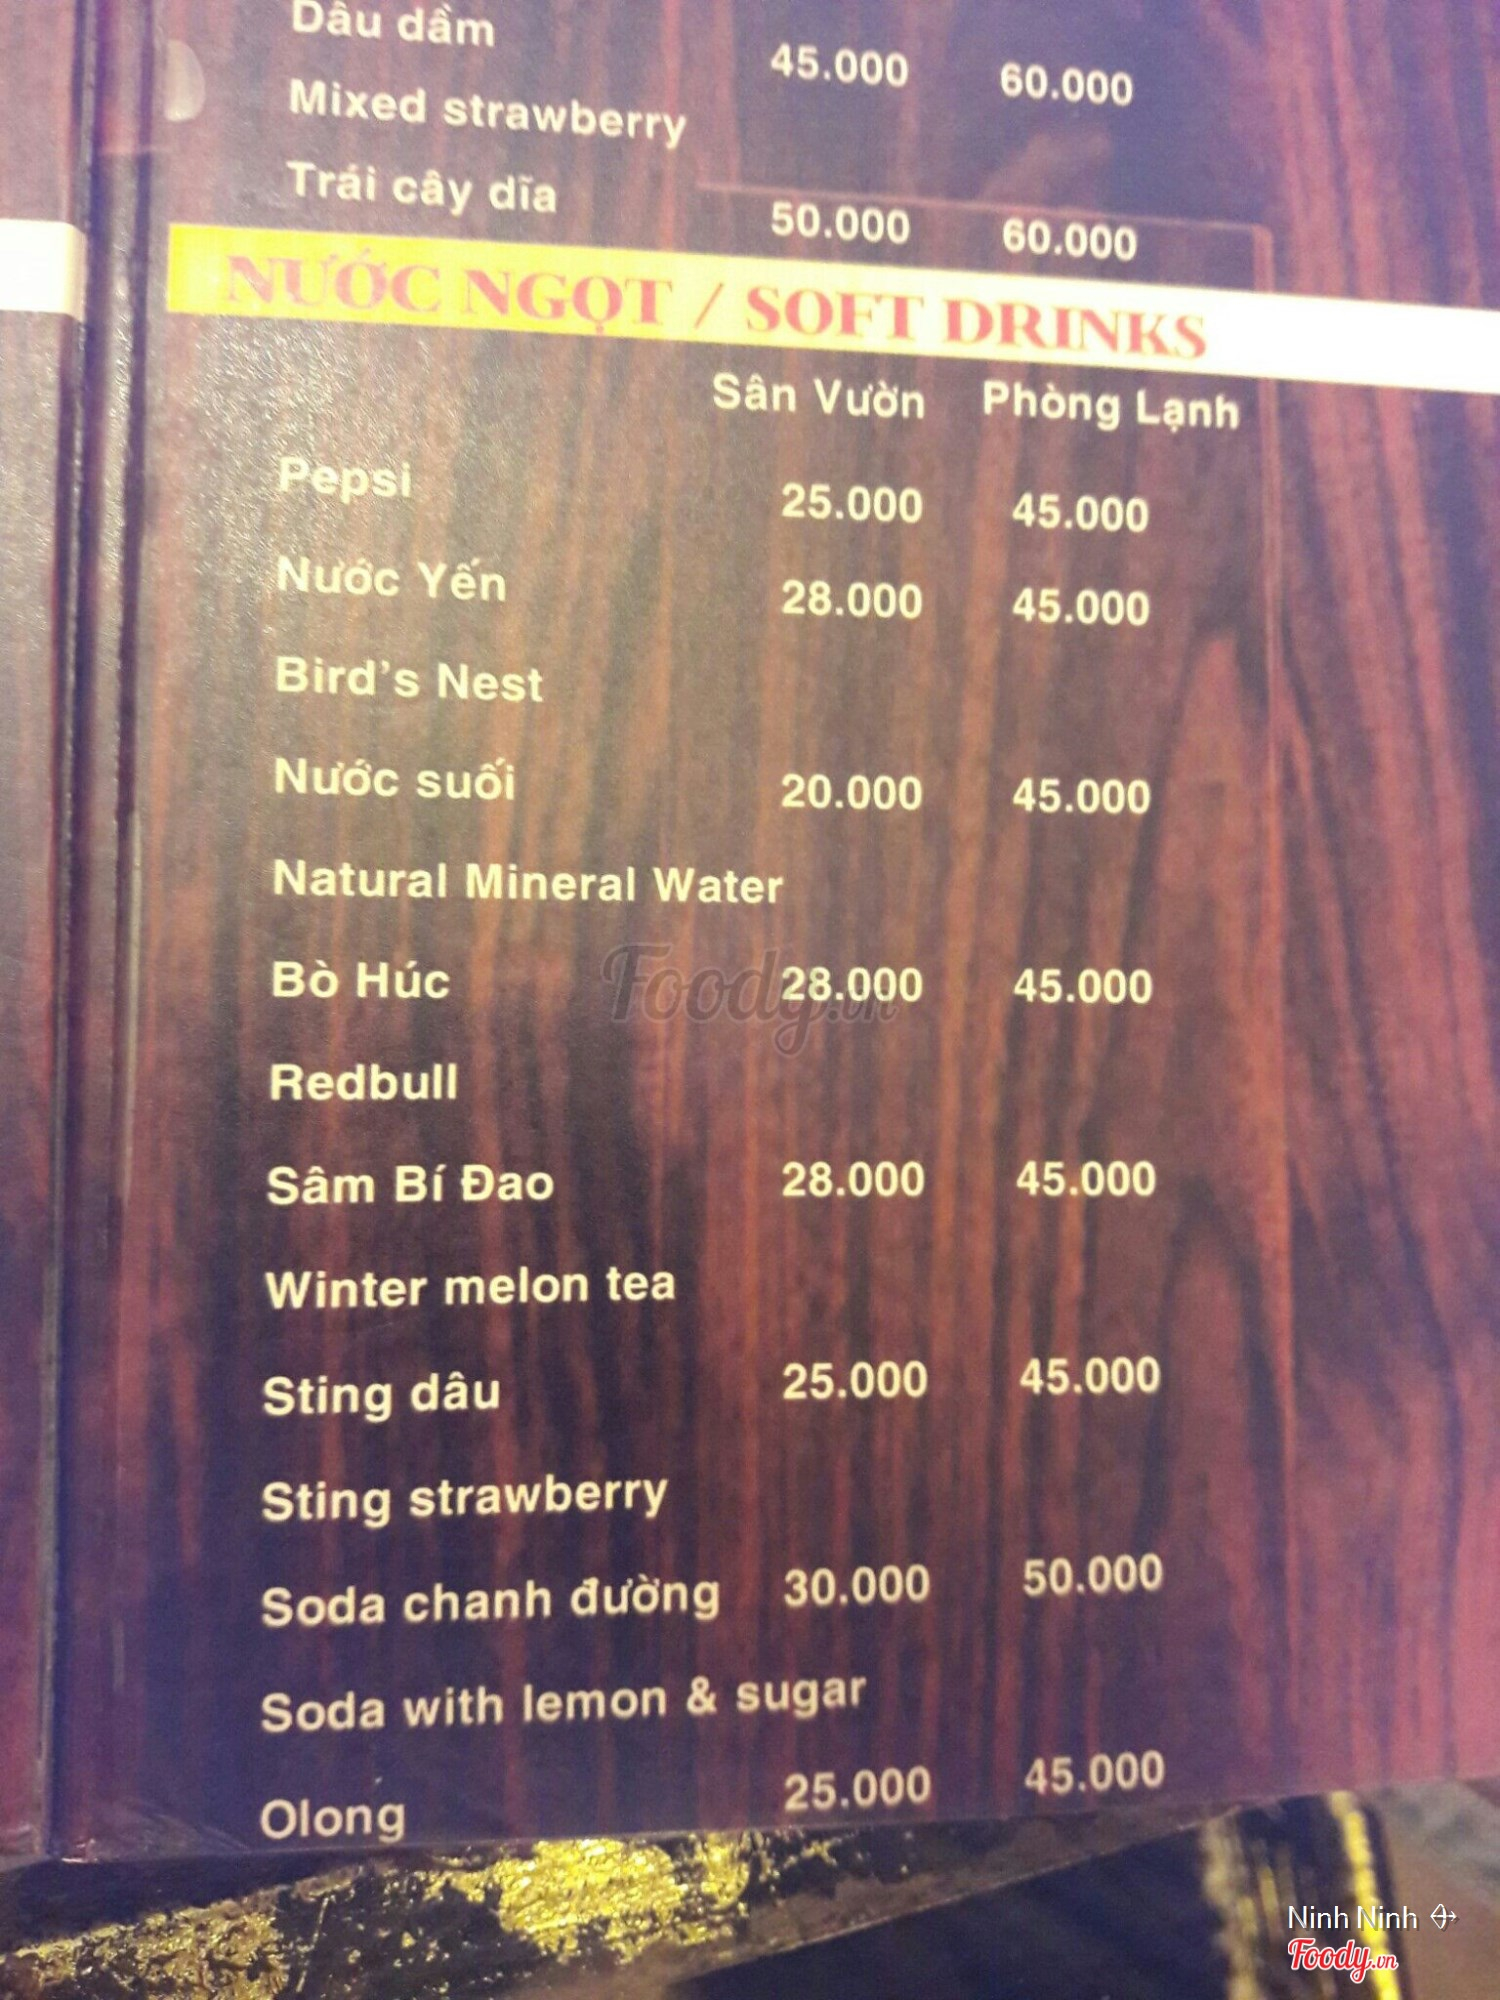 Dâu dầm 45.000 60.000
Mixed strawberry
Trái cây dĩa 50.000 60.000
NƯỚC NGỌT / SOFT DRINKS
Sân Vườn Phòng Lạnh
Pepsi 25.000 45.000
Nước Yến 28.000 45.000
Bird's Nest
Nước suối 20.000 45.000
Natural Mineral Water
Bò Húc 28.000 45.000
Redbull
Sâm Bí Đao 28.000 45.000
Winter melon tea
Sting dâu 25.000 45.000
Sting strawberry
Soda chanh đường 30.000 50.000
Soda with lemon & sugar
Olong 25.000 45.000
Foody.vn
Ninh Ninh
Foody.vn